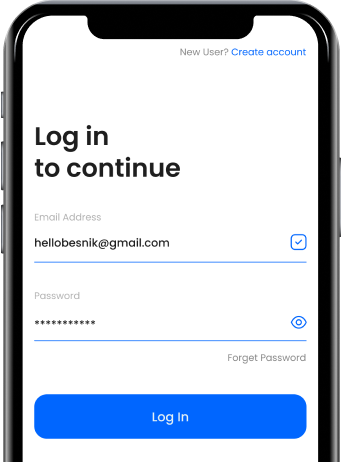 New User? Create account
Log in
to continue
Email Address
hellobesnik@gmail.com
Password
***********
Forget Password
Log In